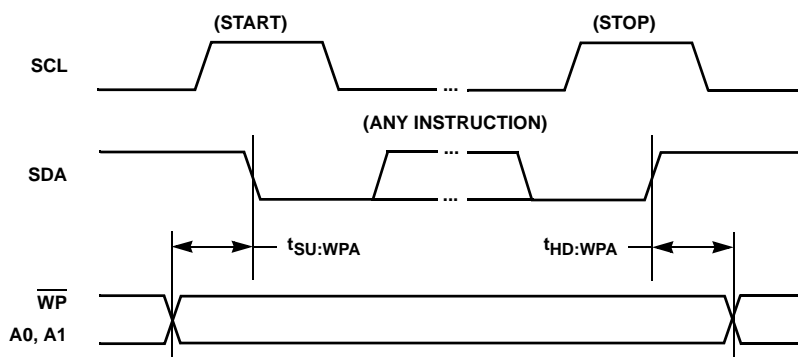 (START) (STOP)
SCL
...
(ANY INSTRUCTION)
...
SDA
...
tSU:WPA tHD:WPA
WP
A0, A1